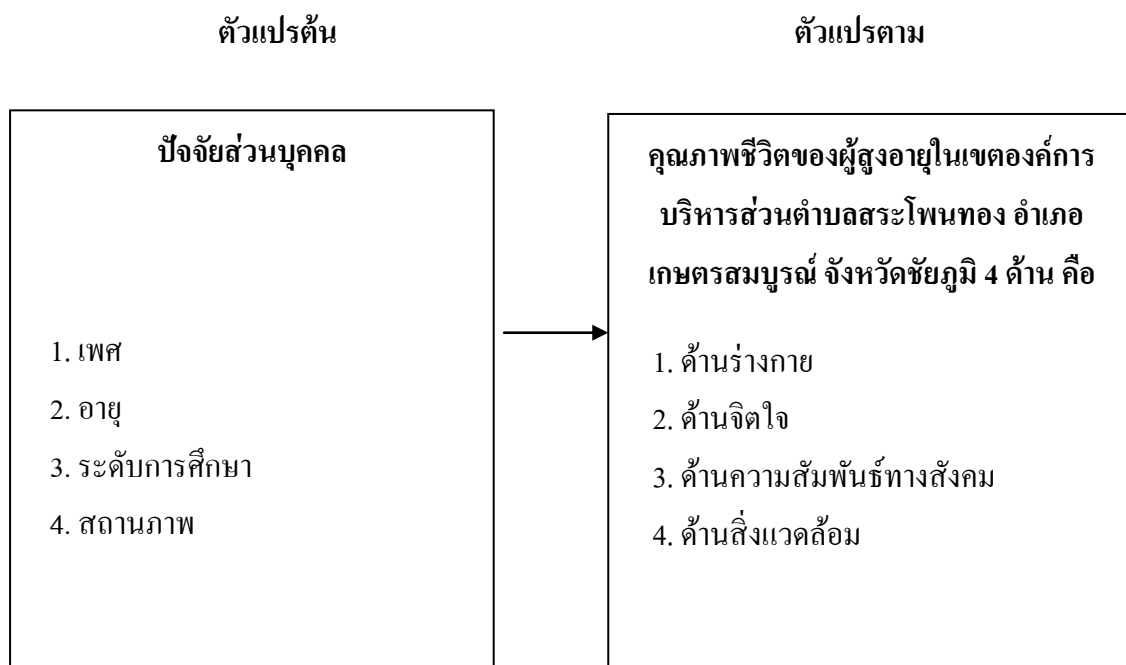 ตัวแปรต้น
ตัวแปรตาม
ปัจจัยส่วนบุคคล
1. เพศ
2. อายุ
3. ระดับการศึกษา
4. สถานภาพ
คุณภาพชีวิตของผู้สูงอายุในเขตองค์การ
บริหารส่วนตำบลสระโพนทอง อำเภอ
เกษตรสมบูรณ์ จังหวัดชัยภูมิ 4 ด้าน คือ
1. ด้านร่างกาย
2. ด้านจิตใจ
3. ด้านความสัมพันธ์ทางสังคม
4. ด้านสิ่งแวดล้อม